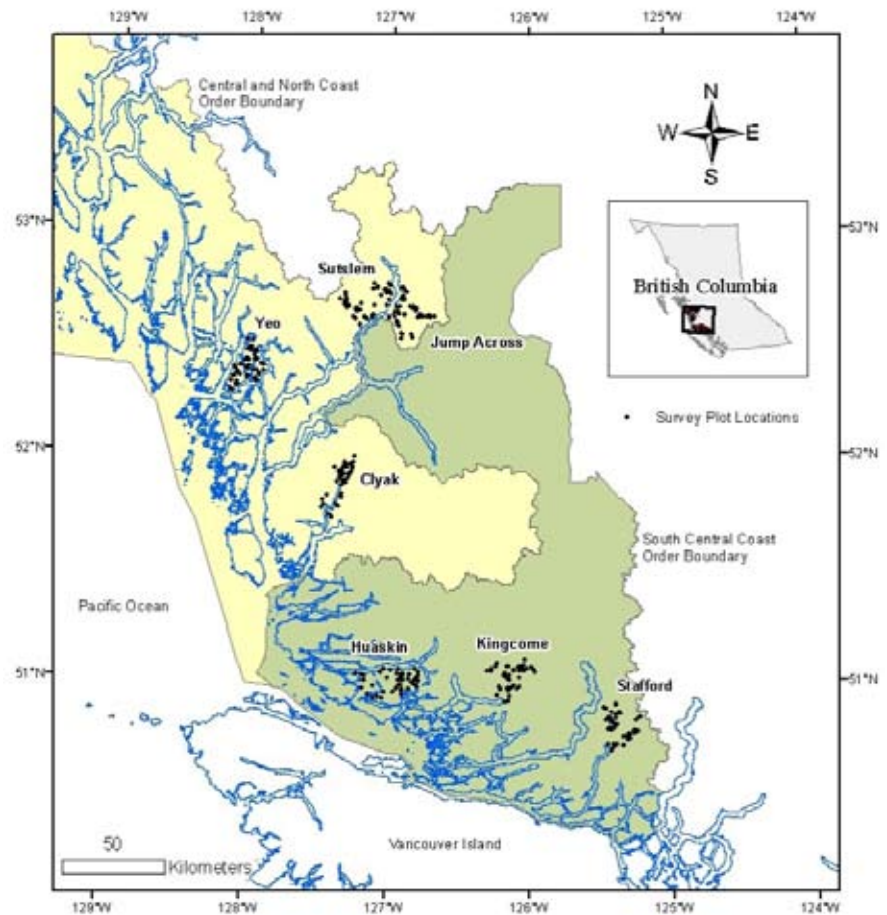 129°W
128°W
127°W
126°W
125°W
124°W
Central and North Coast
Order Boundary
N
W
E
S
53°N
53°N
Sutslem
British Columbia
Yeo
Jump Across
Survey Plot Locations
52°N
52°N
Clyak
South Central Coast
Order Boundary
Pacific Ocean
Huaskin
Kingcome
51°N
51°N
Stafford
50
Kilometers
Vancouver Island
129°W
128°W
127°W
126°W
125°W
124°W